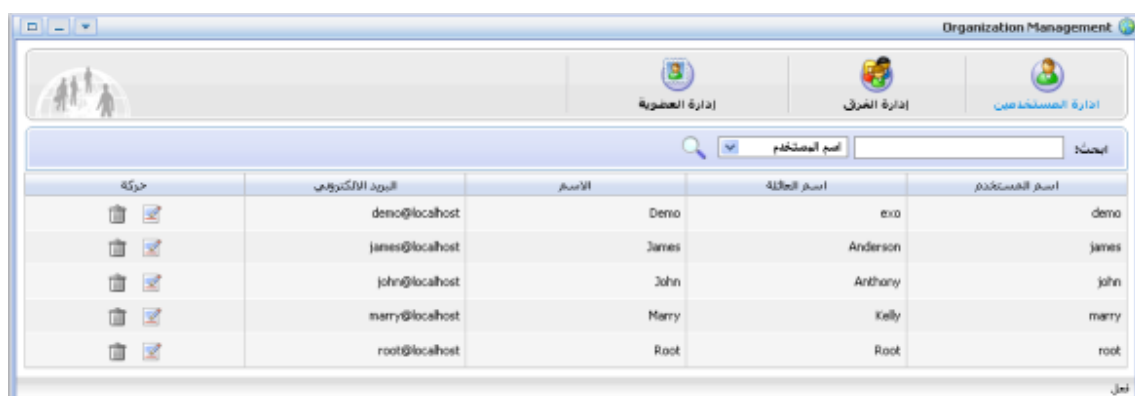 Organization Management
ادارة المستخدمين إدارة الفرق إدارة العضوية
ابحث: اسم المستخدم
اسم المستخدم اسم العائلة الاسم البريد الالكتروني حركة
demo exo Demo demo@localhost
james Anderson James james@localhost
john Anthony John john@localhost
marry Kelly Marry marry@localhost
root Root Root root@localhost
فعل